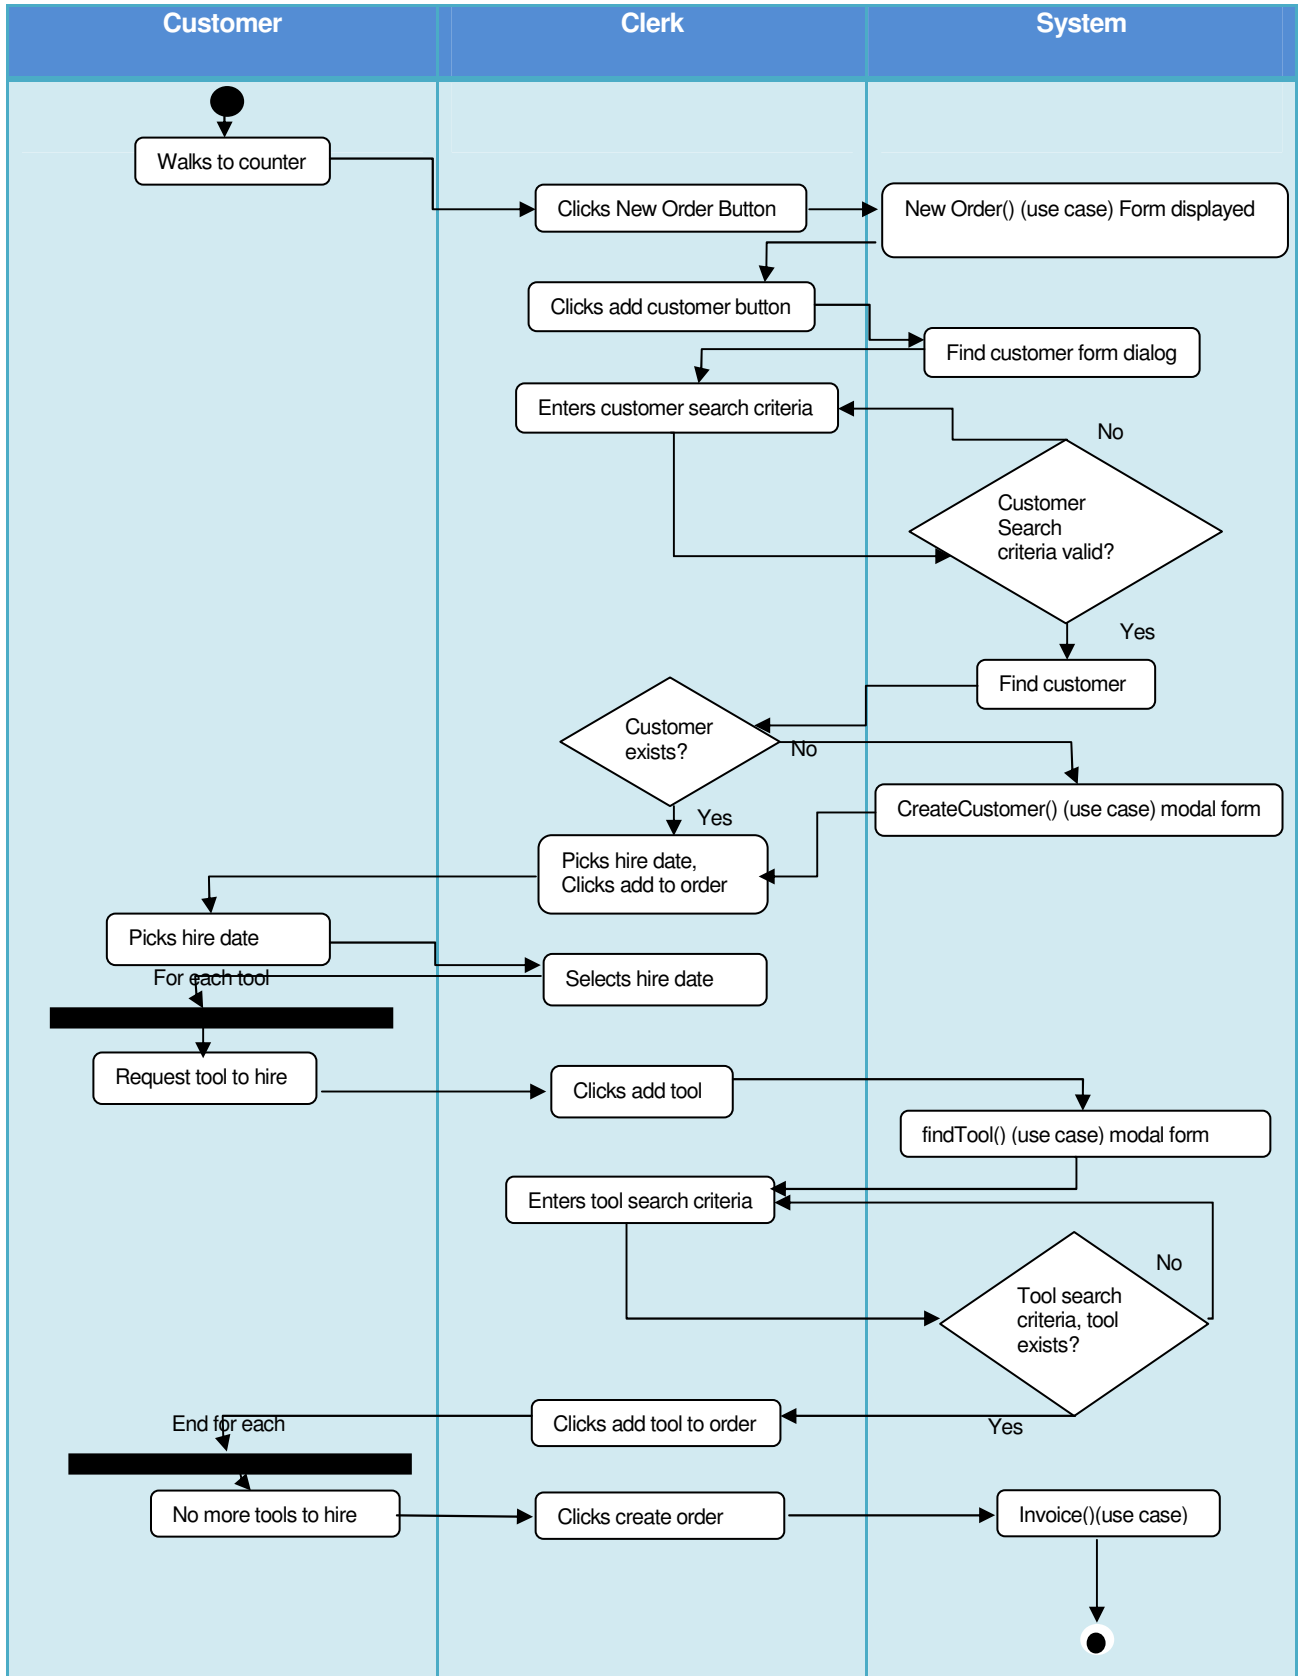 Customer
Clerk
System
Walks to counter
Clicks New Order Button
New Order() (use case) Form displayed
Clicks add customer button
Find customer form dialog
Enters customer search criteria
No
Customer
Search
criteria valid?
Yes
Find customer
Customer
exists?
No
CreateCustomer() (use case) modal form
Yes
Picks hire date,
Clicks add to order
Picks hire date
Selects hire date
For each tool
Request tool to hire
Clicks add tool
findTool() (use case) modal form
Enters tool search criteria
No
Tool search
criteria, tool
exists?
Yes
Clicks add tool to order
End for each
No more tools to hire
Clicks create order
Invoice()(use case)